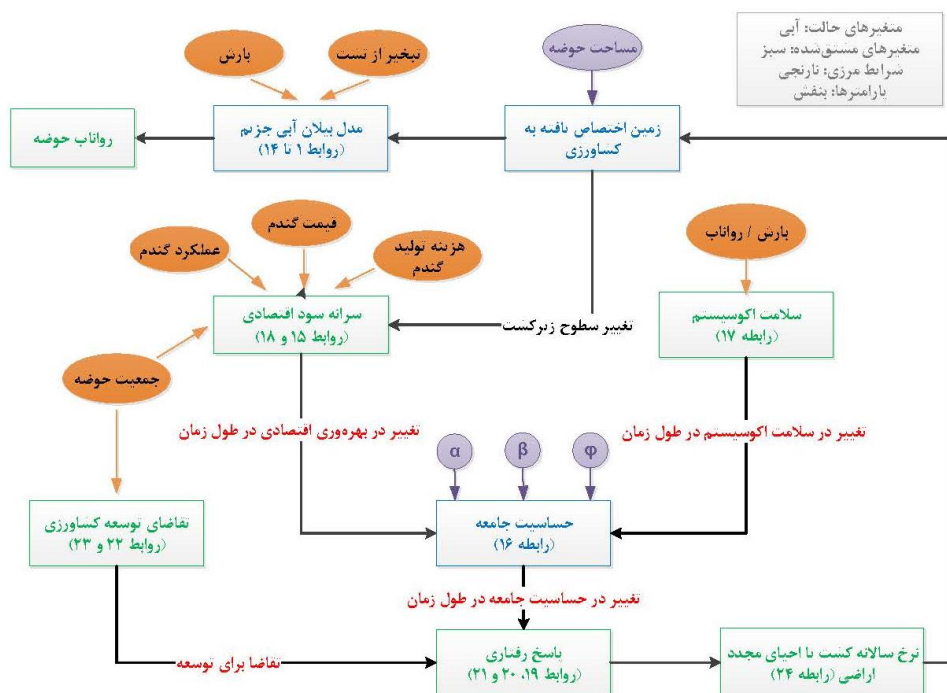 متغیرهای حالت: آبی
متغیرهای مشتق‌شده: سبز
شرایط مرزی: نارنجی
پارامترها: بنفش
مساحت حوضه
تبخیر از تشت
بارش
زمین اختصاص یافته به
کشاورزی
مدل بیلان آبی جزیم
(روابط ۱ تا ۱۴)
رواناب حوضه
بارش / رواناب
قیمت گندم
هزینه تولید
گندم
عملکرد گندم
سلامت اکوسیستم
(رابطه ۱۷)
تغییر سطوح زیرکشت
سرانه سود اقتصادی
(روابط ۱۵ و ۱۸)
جمعیت حوضه
تغییر در سلامت اکوسیستم در طول زمان
تغییر در بهره‌وری اقتصادی در طول زمان
α
β
φ
حساسیت جامعه
(رابطه ۱۶)
تقاضای توسعه کشاورزی
(روابط ۲۲ و ۲۳)
تغییر در حساسیت جامعه در طول زمان
نرخ سالانه کشت یا احیای مجدد
اراضی (رابطه ۲۴)
پاسخ رفتاری
(روابط ۱۹، ۲۰ و ۲۱)
تقاضا برای توسعه